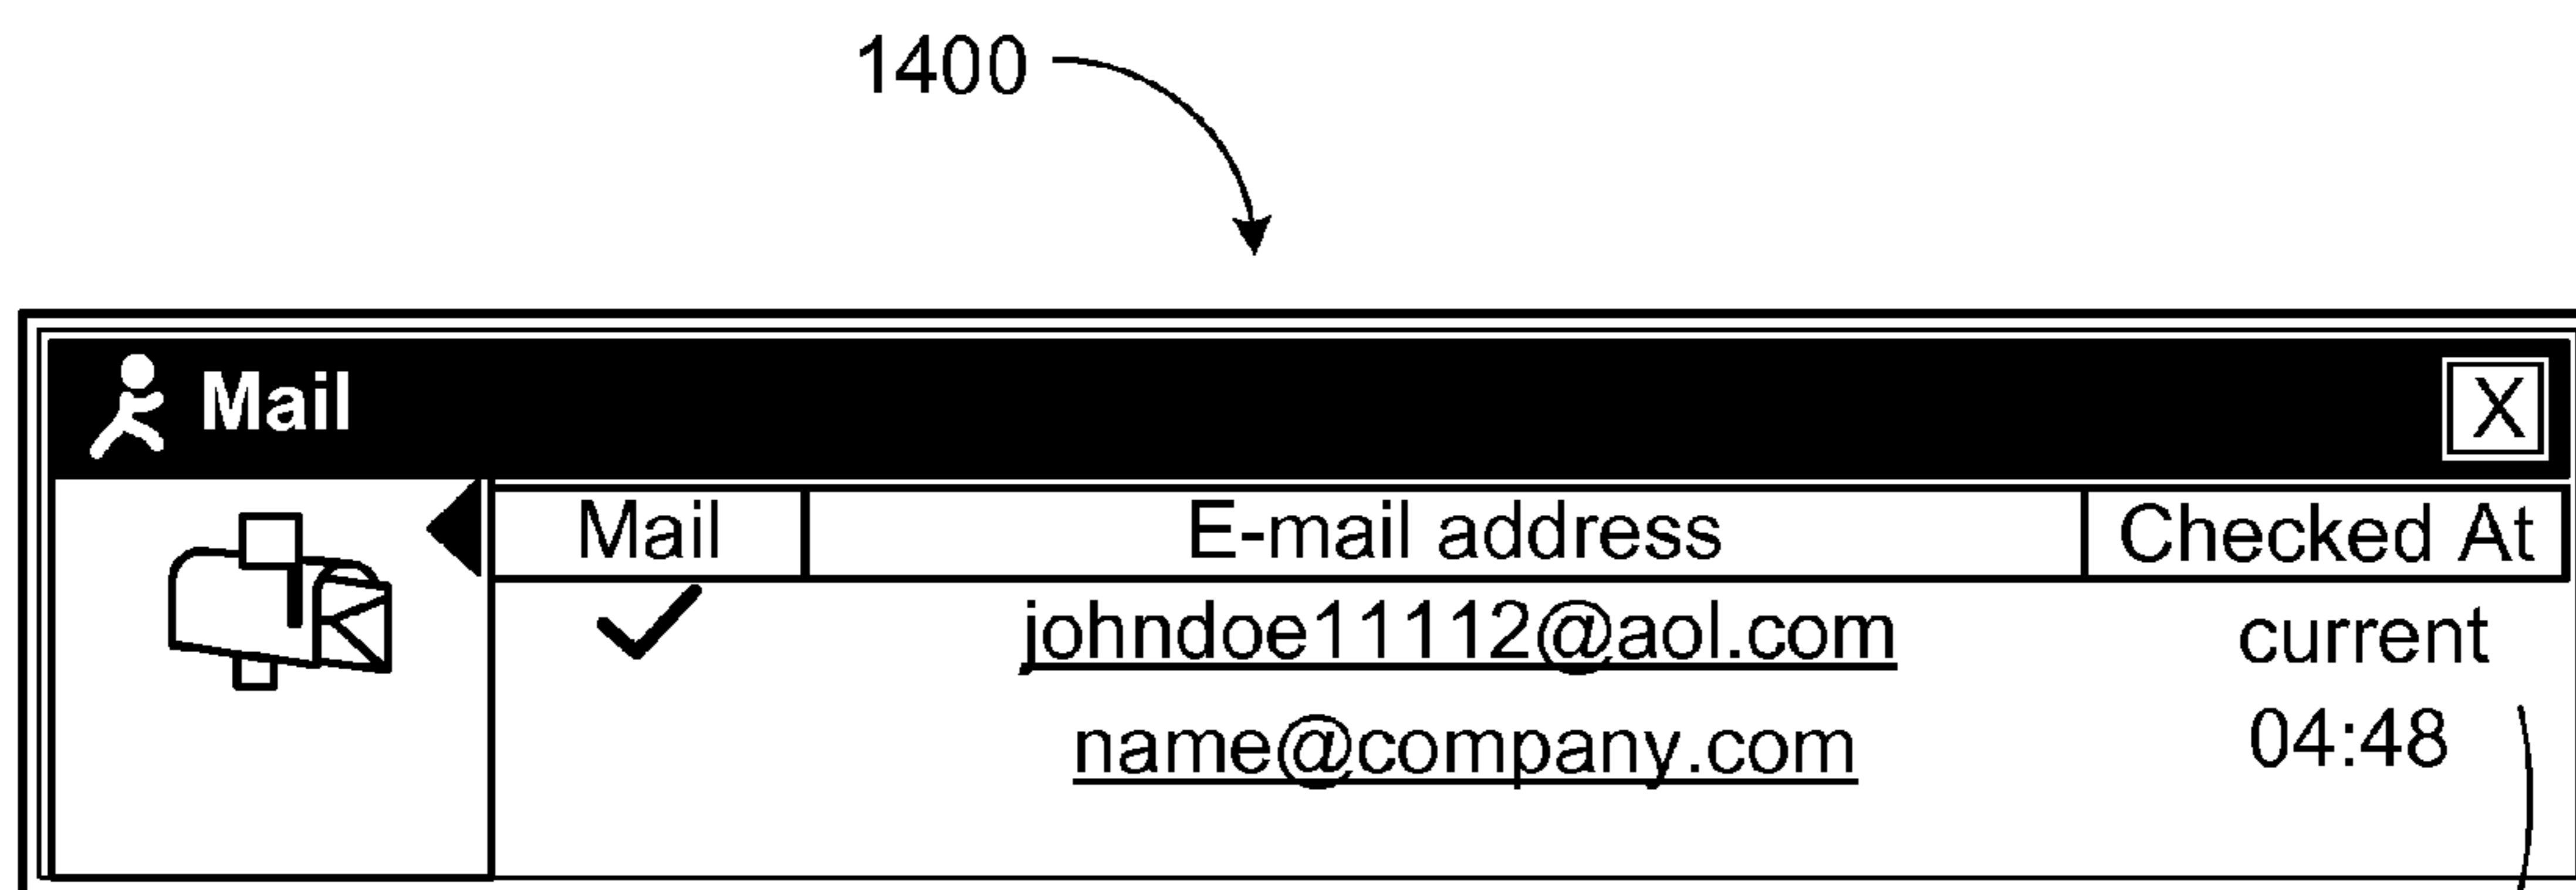 1400
Mail X
Mail E-mail address Checked At
johndoe11112@aol.com current
name@company.com 04:48